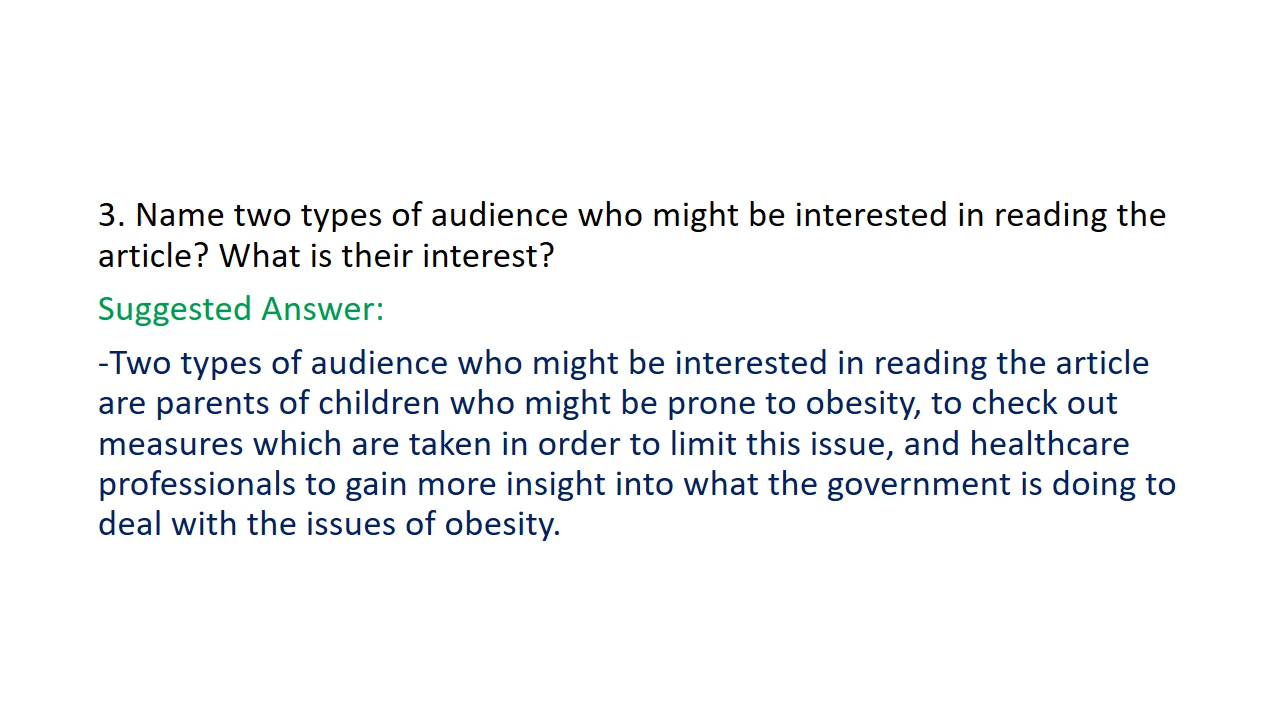 3. Name two types of audience who might be interested in reading the
article? What is their interest?
Suggested Answer:
-Two types of audience who might be interested in reading the article
are parents of children who might be prone to obesity, to check out
measures which are taken in order to limit this issue, and healthcare
professionals to gain more insight into what the government is doing to
deal with the issues of obesity.